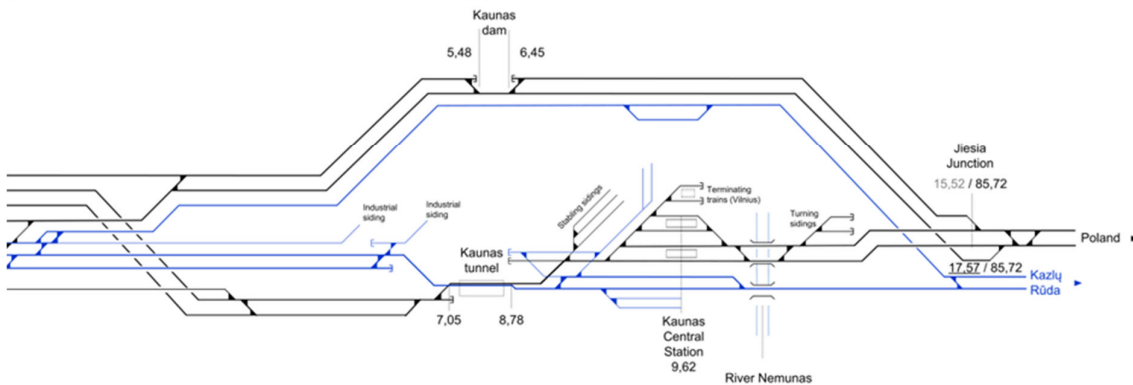 Kaunas
dam
5,48
6,45
Jiesia
Junction
15,52 / 85,72
Industrial
siding
Industrial
siding
Stabling sidings
Terminating
trains (Vilnius)
Turning
sidings
Poland
Kaunas
tunnel
17,57 / 85,72
Kazlų
Rūda
7,05
8,78
Kaunas
Central
Station
9,62
River Nemunas